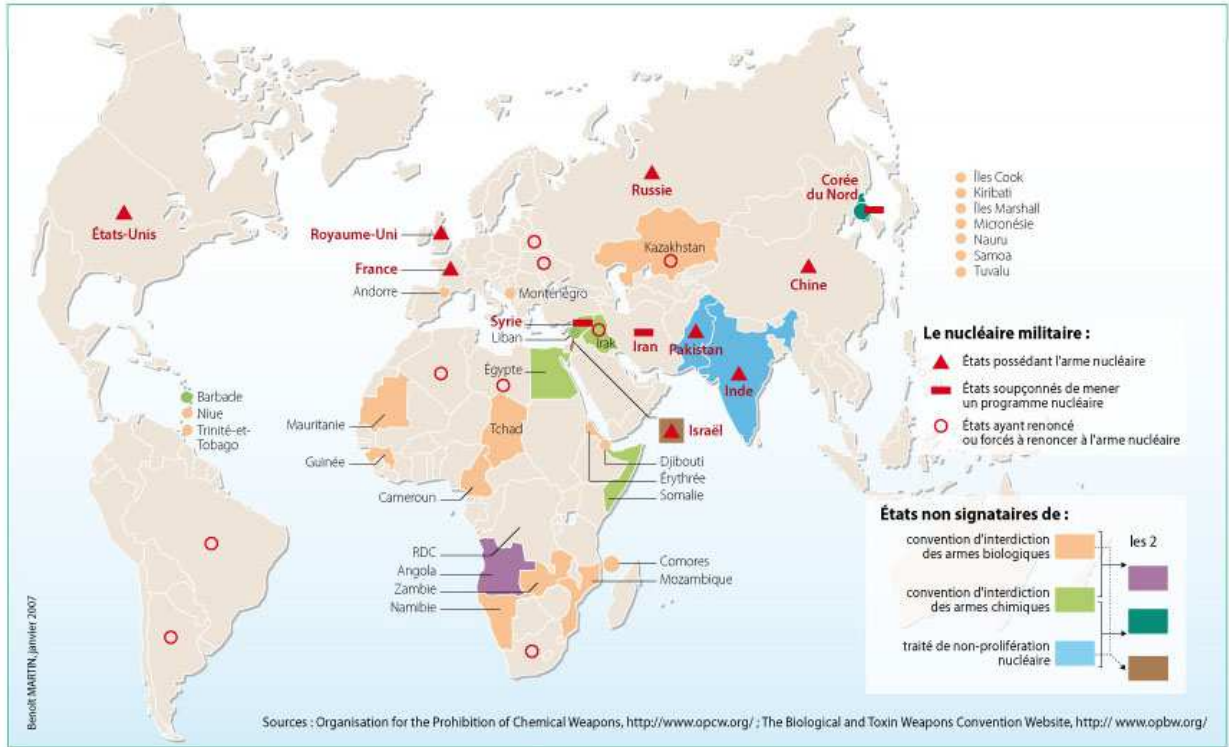 États-Unis
Royaume-Uni
France
Andorre
Monténégro
Russie
Corée
du Nord
Kazakhstan
Chine
Syrie
Liban
Irak
Iran
Pakistan
Inde
Égypte
Israël
Mauritanie
Tchad
Guinée
Cameroun
Djibouti
Érythrée
Somalie
RDC
Angola
Zambie
Namibie
Comores
Mozambique
Barbade
Niue
Trinité-et-
Tobago
Îles Cook
Kiribati
Îles Marshall
Micronésie
Nauru
Samoa
Tuvalu
Le nucléaire militaire :
États possédant l'arme nucléaire
États soupçonnés de mener
un programme nucléaire
États ayant renoncé
ou forcés à renoncer à l'arme nucléaire
États non signataires de :
convention d'interdiction
des armes biologiques
les 2
convention d'interdiction
des armes chimiques
traité de non-prolifération
nucléaire
Benoît MARTIN, janvier 2007
Sources : Organisation for the Prohibition of Chemical Weapons, http://www.opcw.org/ ; The Biological and Toxin Weapons Convention Website, http:// www.opbw.org/